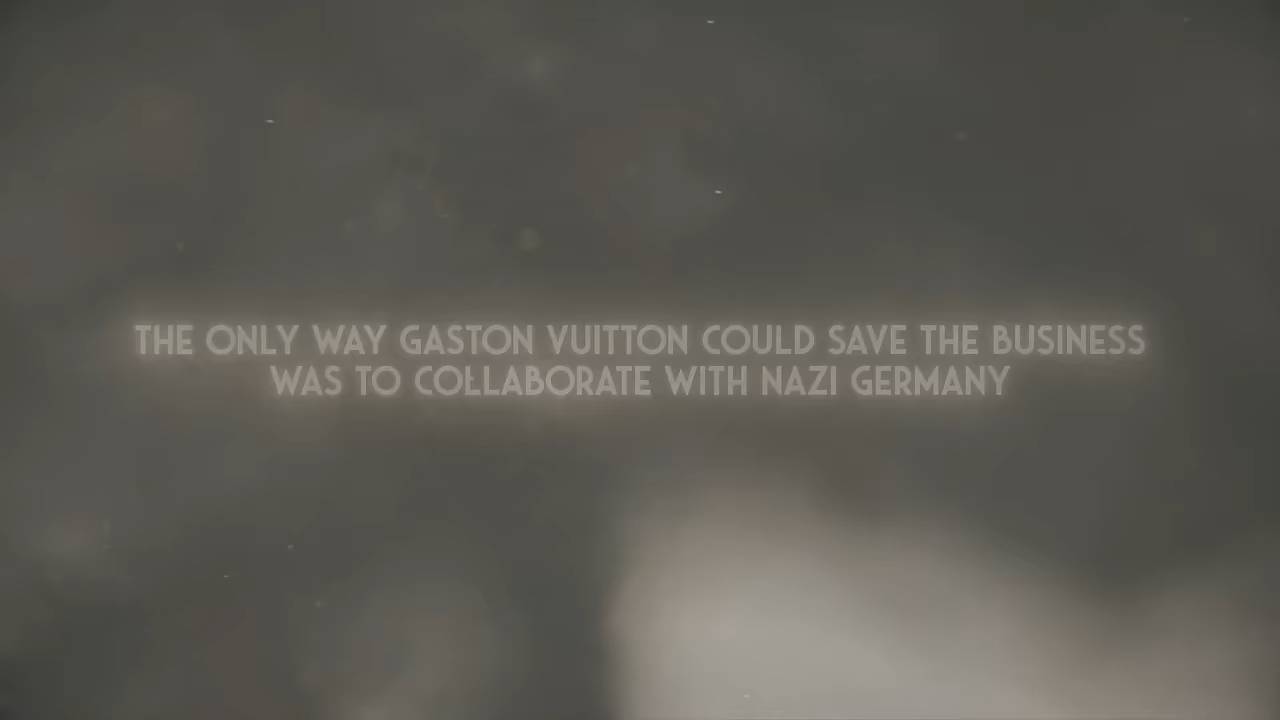 THE ONLY WAY GASTON VUITTON COULD SAVE THE BUSINESS
WAS TO COLLABORATE WITH NAZI GERMANY